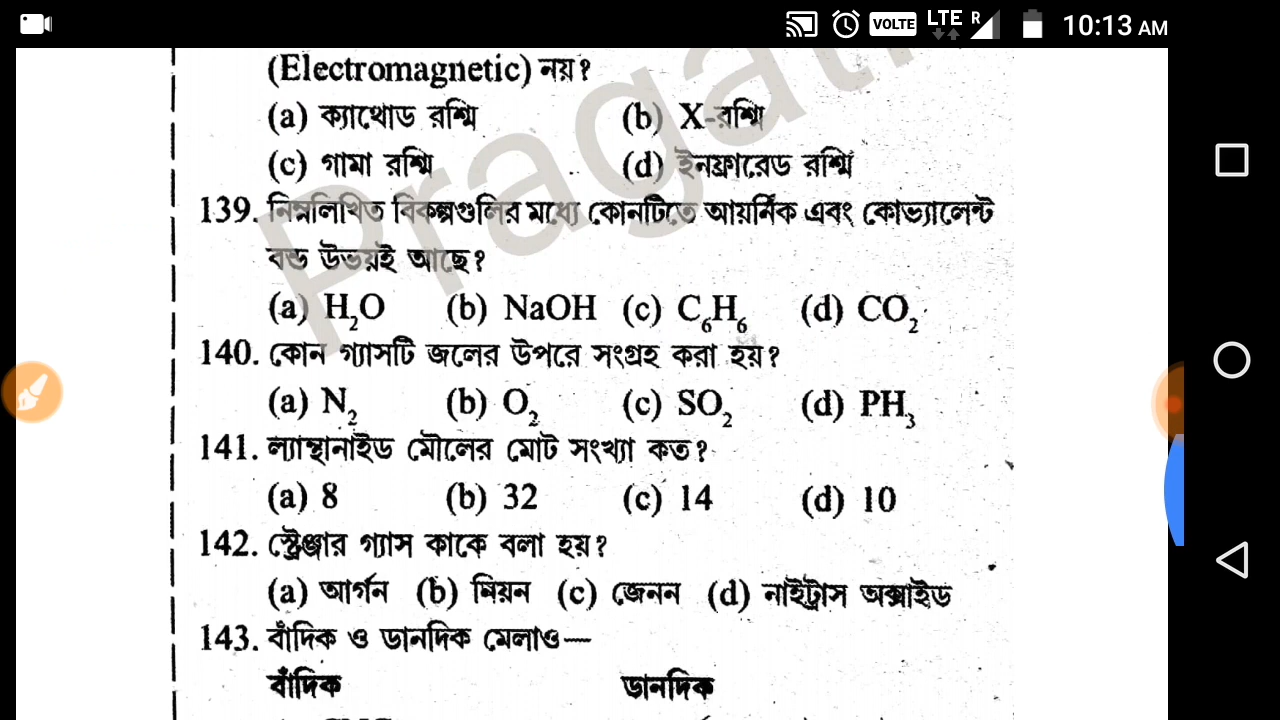 VOLTE LTE R 10:13 AM
(Electromagnetic) নয়?
(a) ক্যাথোড রশ্মি (b) X-রশ্মি
(c) গামা রশ্মি (d) ইনফ্রারেড রশ্মি
139. নিম্নলিখিত বিকল্পগুলির মধ্যে কোনটিতে আয়নিক এবং কোভ্যালেন্ট
বন্ড উভয়ই আছে?
(a) H₂O (b) NaOH (c) C₆H₆ (d) CO₂
140. কোন গ্যাসটি জলের উপরে সংগ্রহ করা হয়?
(a) N₂ (b) O₂ (c) SO₂ (d) PH₃
141. ল্যান্থানাইড মৌলের মোট সংখ্যা কত?
(a) 8 (b) 32 (c) 14 (d) 10
142. স্ট্রেঞ্জার গ্যাস কাকে বলা হয়?
(a) আর্গন (b) নিয়ন (c) জেনন (d) নাইট্রাস অক্সাইড
143. বাঁদিক ও ডানদিক মেলাও—
বাঁদিক ডানদিক